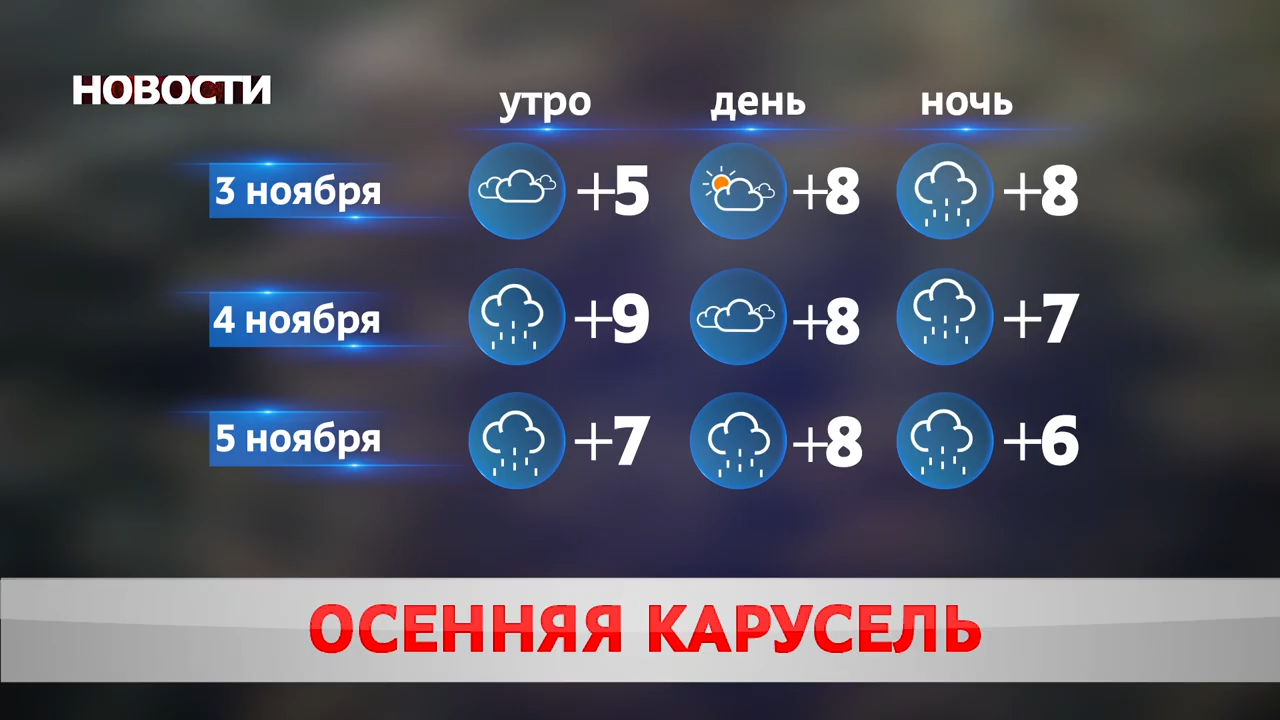 НОВОСТИ
утро день ночь
3 ноября +5 +8 +8
4 ноября +9 +8 +7
5 ноября +7 +8 +6
ОСЕННЯЯ КАРУСЕЛЬ